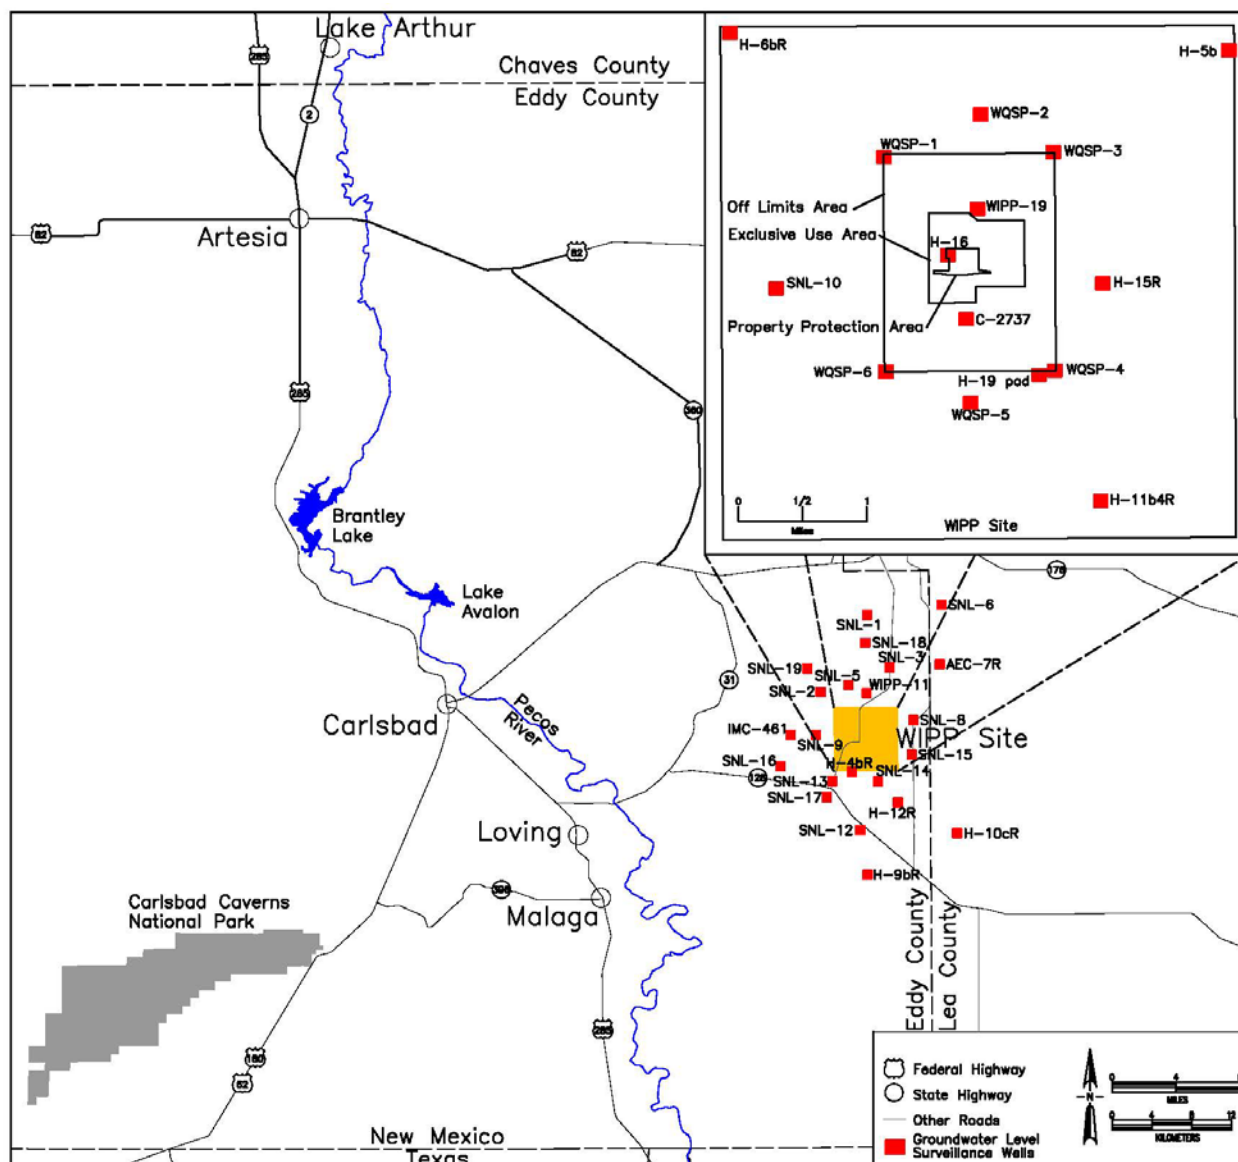 Lake Arthur
285
Chaves County
Eddy County
2
Artesia
82
82
285
360
Brantley
Lake
Lake
Avalon
Carlsbad
Pecos
River
31
128
Loving
Malaga
396
285
Carlsbad Caverns
National Park
180
62
New Mexico
Texas
H-6bR
H-5b
WQSP-2
WQSP-1
WQSP-3
Off Limits Area
WIPP-19
Exclusive Use Area
H-16
SNL-10
H-15R
Property Protection Area
C-2737
WQSP-6
H-19 pad
WQSP-4
WQSP-5
0
1/2
1
Miles
H-11b4R
WIPP Site
176
SNL-6
SNL-1
SNL-18
SNL-3
AEC-7R
SNL-19
SNL-5
SNL-2
WIPP-11
SNL-8
IMC-461
SNL-9
WIPP Site
SNL-15
SNL-16
H-4bR
SNL-14
SNL-13
SNL-17
H-12R
SNL-12
H-10cR
H-9bR
Eddy County
Lea County
Federal Highway
State Highway
Other Roads
Groundwater Level
Surveillance Wells
N
0 4 8
MILES
0 4 8 12
KILOMETERS